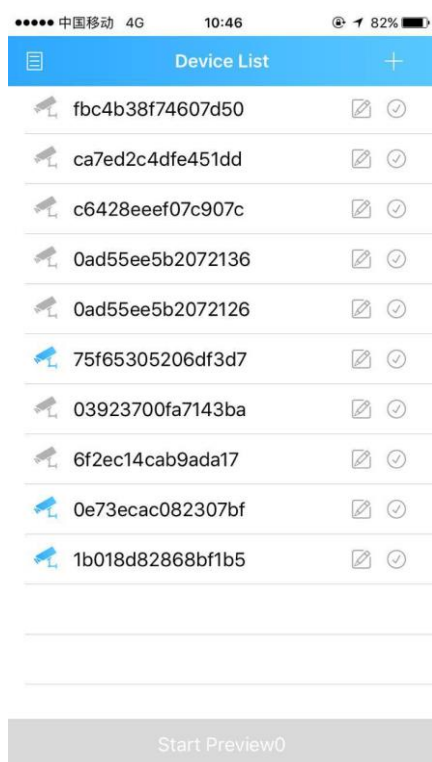 中国移动 4G 10:46 82%
Device List
fbc4b38f74607d50
ca7ed2c4dfe451dd
c6428eeef07c907c
0ad55ee5b2072136
0ad55ee5b2072126
75f65305206df3d7
03923700fa7143ba
6f2ec14cab9ada17
0e73ecac082307bf
1b018d82868bf1b5
Start Preview0